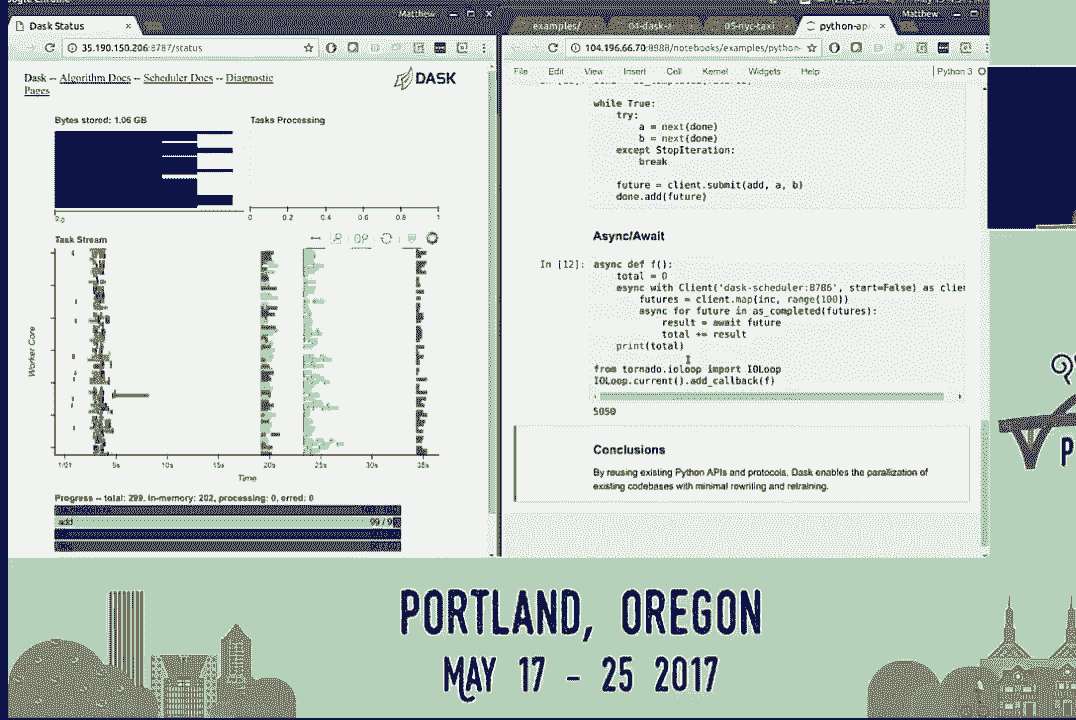 Matthew
Dask Status
35.190.150.206:8787/status
Dask -- Algorithm Docs -- Scheduler Docs -- Diagnostic
Pages
DASK
Bytes stored: 1.06 GB
Tasks Processing
0 0.2 0.4 0.6 0.8 1
Task Stream
Worker Core
1/01 5s 10s 15s 20s 25s 30s 35s
Time
Progress -- total: 299, in-memory: 202, processing: 0, erred: 0
add
Matthew
examples/ 04-dask-a 05-nyc-taxi python-ap
104.196.66.70:8888/notebooks/examples/python-
File Edit View Insert Cell Kernel Widgets Help
Python 3
while True:
try:
a = next(done)
b = next(done)
except StopIteration:
break
future = client.submit(add, a, b)
done.add(future)
Async/Await
In [12]: async def f():
total = 0
async with Client('dask-scheduler:8786', start=False) as clien
futures = client.map(inc, range(100))
async for future in as_completed(futures):
result = await future
total += result
print(total)
from tornado.ioloop import IOLoop
IOLoop.current().add_callback(f)
5050
Conclusions
By reusing existing Python APIs and protocols, Dask enables the parallization of
existing codebases with minimal rewriting and retraining.
P
PORTLAND, OREGON
MAY 17 - 25 2017